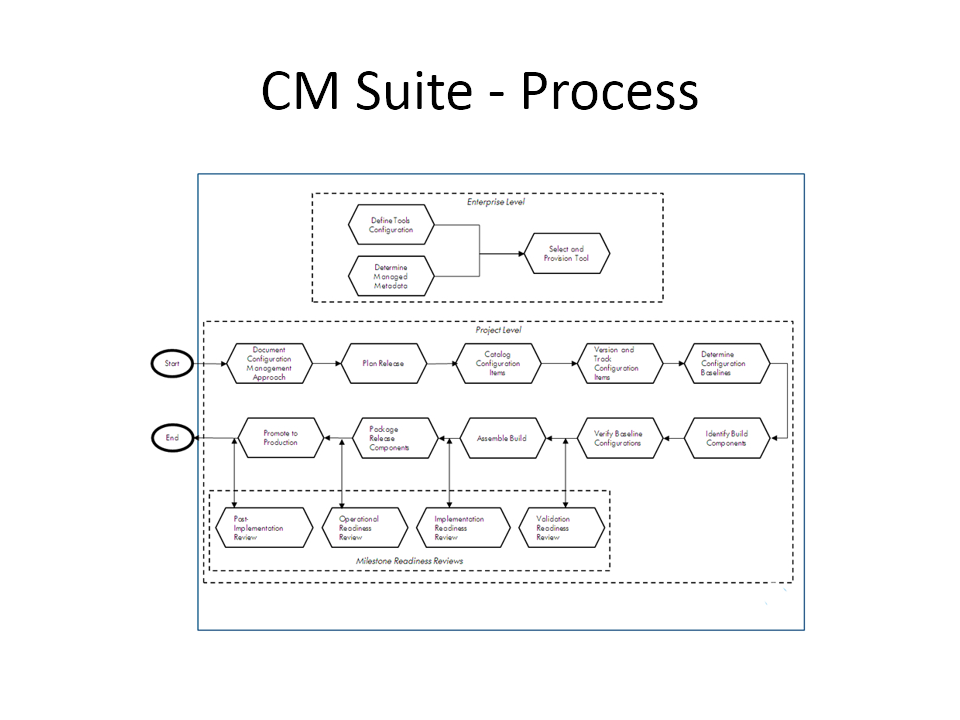 CM Suite - Process
Enterprise Level
Define Tools
Configuration
Determine
Managed
Metadata
Select and
Provision Tool
Project Level
Start
Document
Configuration
Management
Approach
Plan Release
Catalog
Configuration
Items
Version and
Track
Configuration
Items
Determine
Configuration
Baselines
End
Promote to
Production
Package
Release
Components
Assemble Build
Verify Baseline
Configurations
Identify Build
Components
Post-
Implementation
Review
Operational
Readiness
Review
Implementation
Readiness
Review
Validation
Readiness
Review
Milestone Readiness Reviews